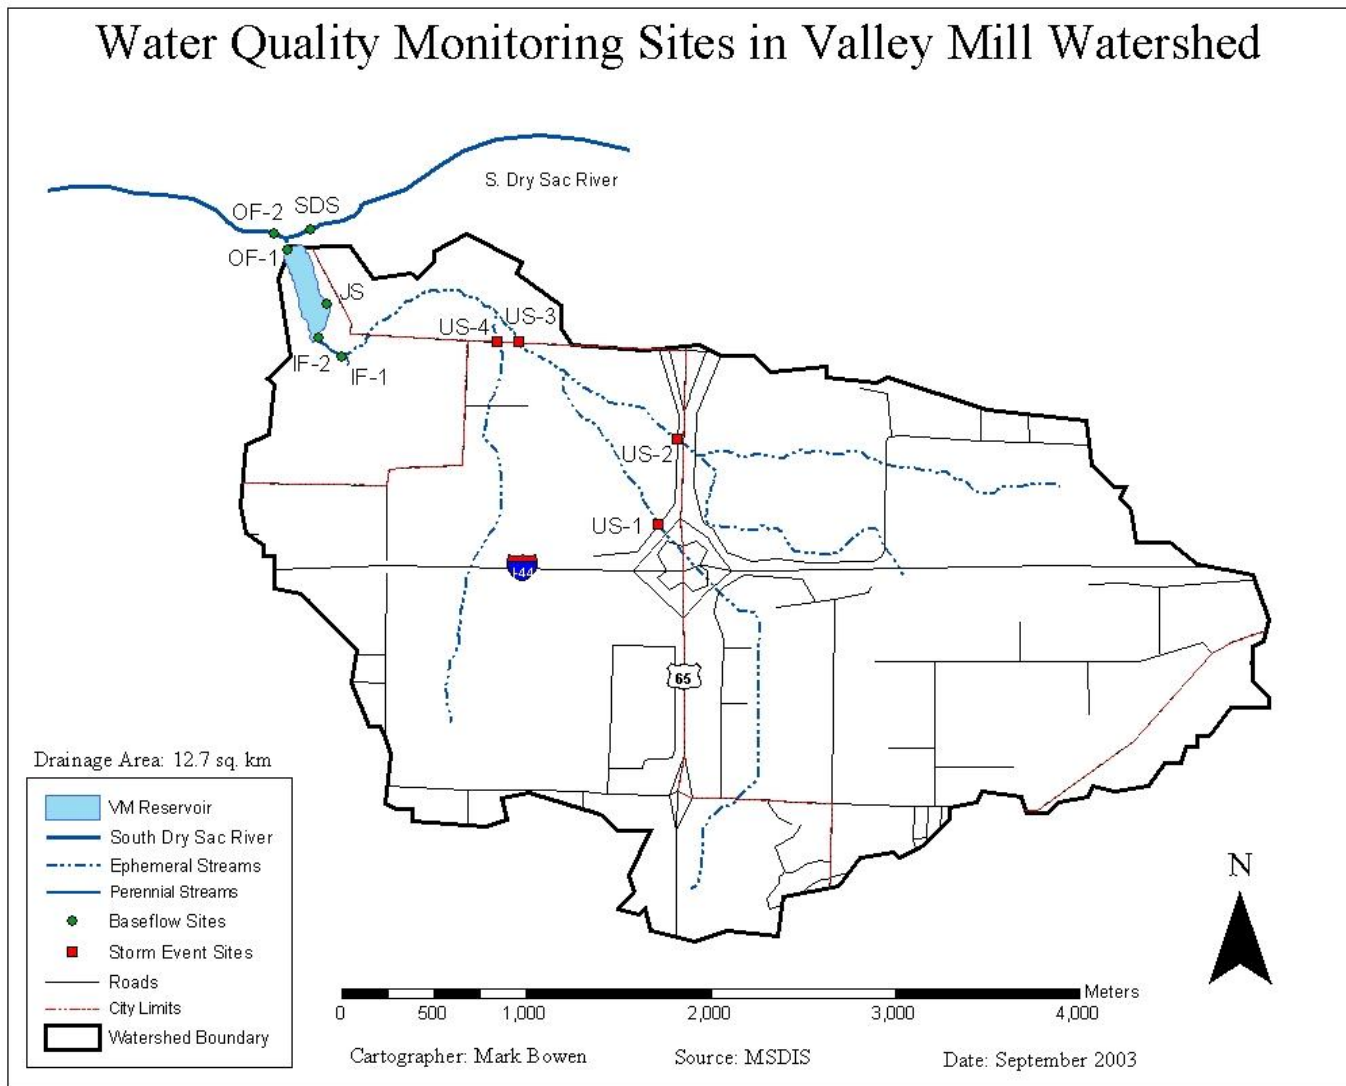 Water Quality Monitoring Sites in Valley Mill Watershed
S. Dry Sac River
OF-2
SDS
OF-1
JS
US-4
US-3
IF-2
IF-1
US-2
US-1
I-44
65
Drainage Area: 12.7 sq. km
VM Reservoir
South Dry Sac River
Ephemeral Streams
Perennial Streams
Baseflow Sites
Storm Event Sites
Roads
City Limits
Watershed Boundary
N
Meters
0 500 1,000 2,000 3,000 4,000
Cartographer: Mark Bowen Source: MSDIS Date: September 2003